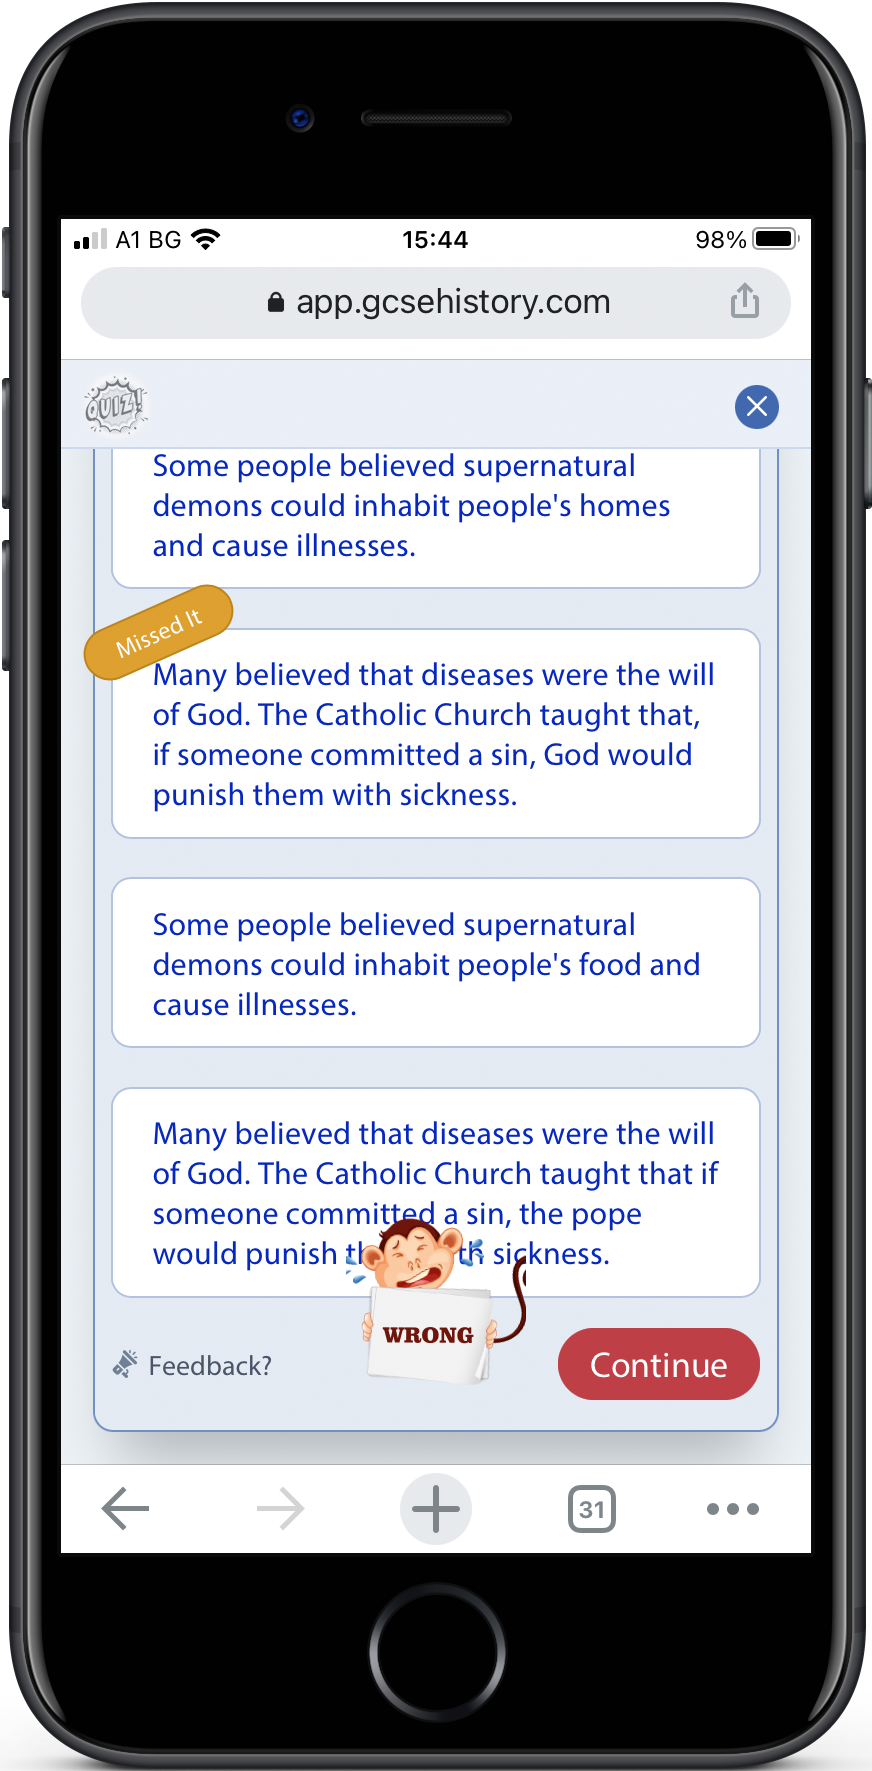 A1 BG
15:44
98%
app.gcsehistory.com
QUIZ!
Some people believed supernatural
demons could inhabit people's homes
and cause illnesses.
Missed It
Many believed that diseases were the will
of God. The Catholic Church taught that,
if someone committed a sin, God would
punish them with sickness.
Some people believed supernatural
demons could inhabit people's food and
cause illnesses.
Many believed that diseases were the will
of God. The Catholic Church taught that if
someone committed a sin, the pope
would punish sickness.
WRONG
Feedback?
Continue
31